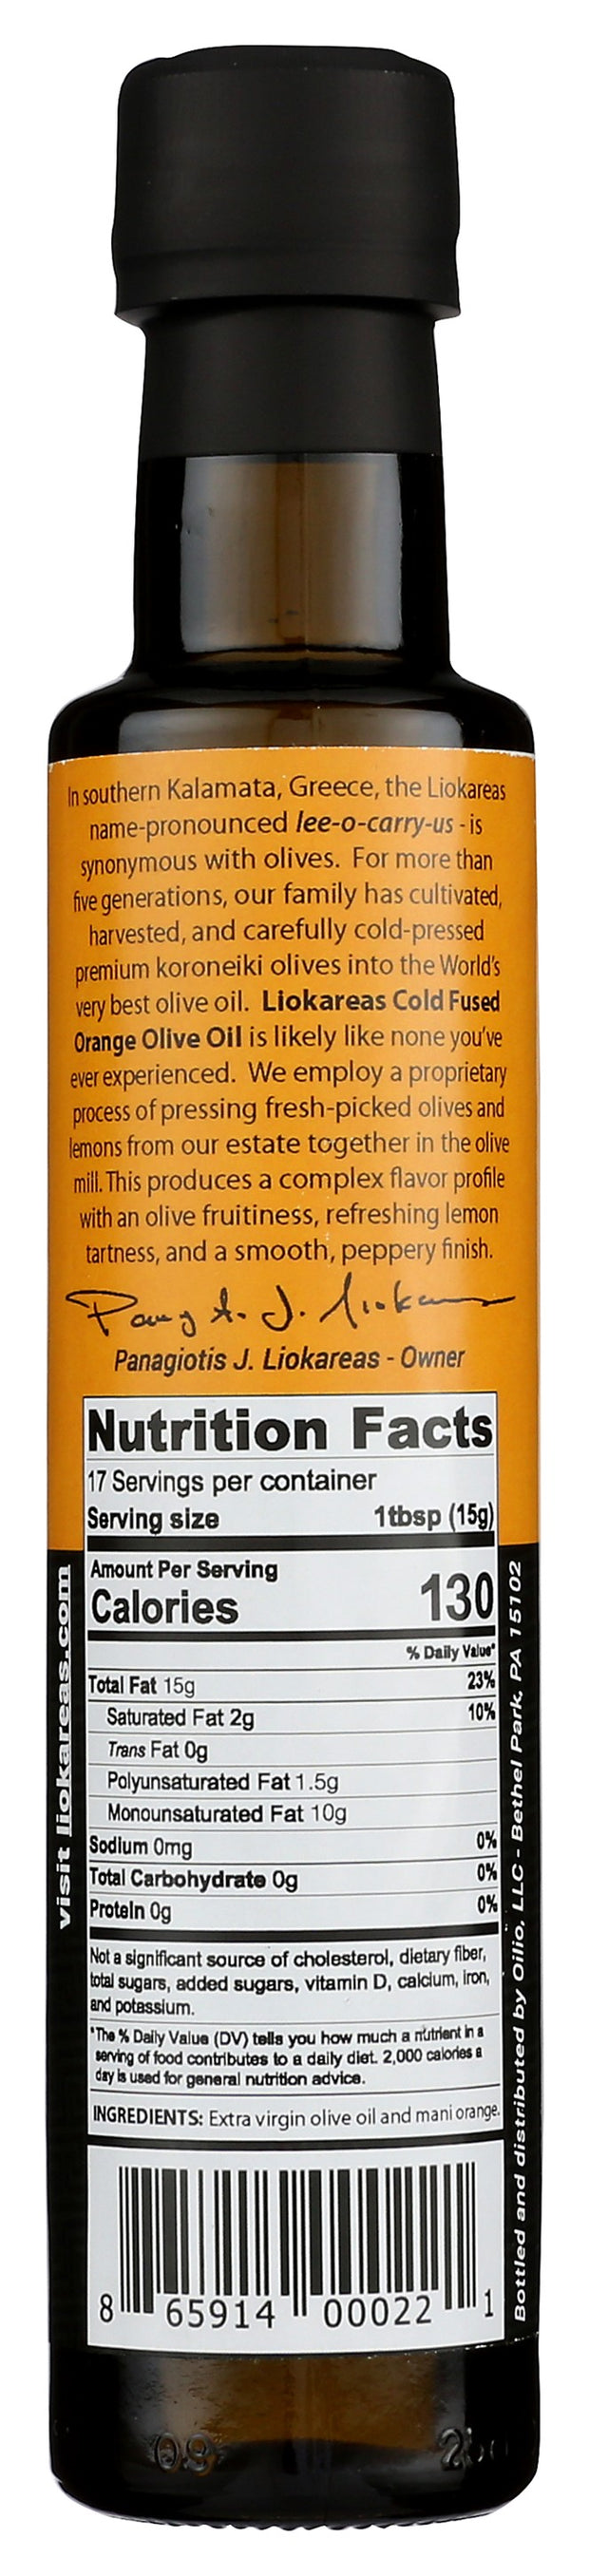 In southern Kalamata, Greece, the Liokareas
name-pronounced lee-o-carry-us - is
synonymous with olives. For more than
five generations, our family has cultivated,
harvested, and carefully cold-pressed
premium koroneiki olives into the World's
very best olive oil. Liokareas Cold Fused
Orange Olive Oil is likely like none you've
ever experienced. We employ a proprietary
process of pressing fresh-picked olives and
lemons from our estate together in the olive
mill. This produces a complex flavor profile
with an olive fruitiness, refreshing lemon
tartness, and a smooth, peppery finish.
Panagiotis J. Liokareas - Owner
Nutrition Facts
17 Servings per container
Serving size 1tbsp (15g)
Amount Per Serving
Calories 130
% Daily Value*
Total Fat 15g 23%
Saturated Fat 2g 10%
Trans Fat 0g
Polyunsaturated Fat 1.5g
Monounsaturated Fat 10g
Sodium 0mg 0%
Total Carbohydrate 0g 0%
Protein 0g 0%
Not a significant source of cholesterol, dietary fiber,
total sugars, added sugars, vitamin D, calcium, iron,
and potassium.
*The % Daily Value (DV) tells you how much a nutrient in a
serving of food contributes to a daily diet. 2,000 calories a
day is used for general nutrition advice.
INGREDIENTS: Extra virgin olive oil and mani orange.
8 65914 00022 1
visit liokareas.com
Bottled and distributed by Oilio, LLC - Bethel Park, PA 15102
09